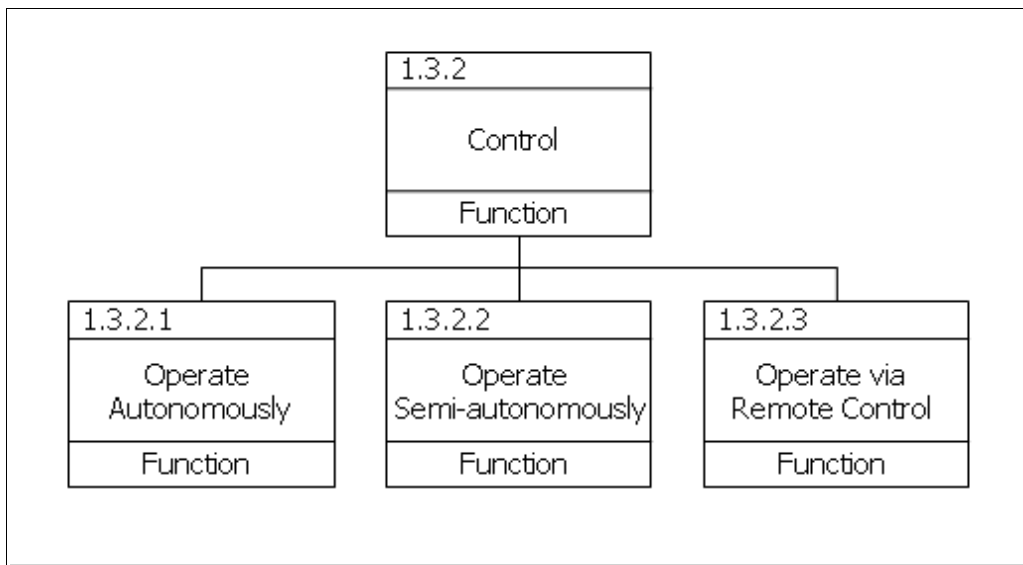 1.3.2
Control
Function
1.3.2.1
Operate
Autonomously
Function
1.3.2.2
Operate
Semi-autonomously
Function
1.3.2.3
Operate via
Remote Control
Function